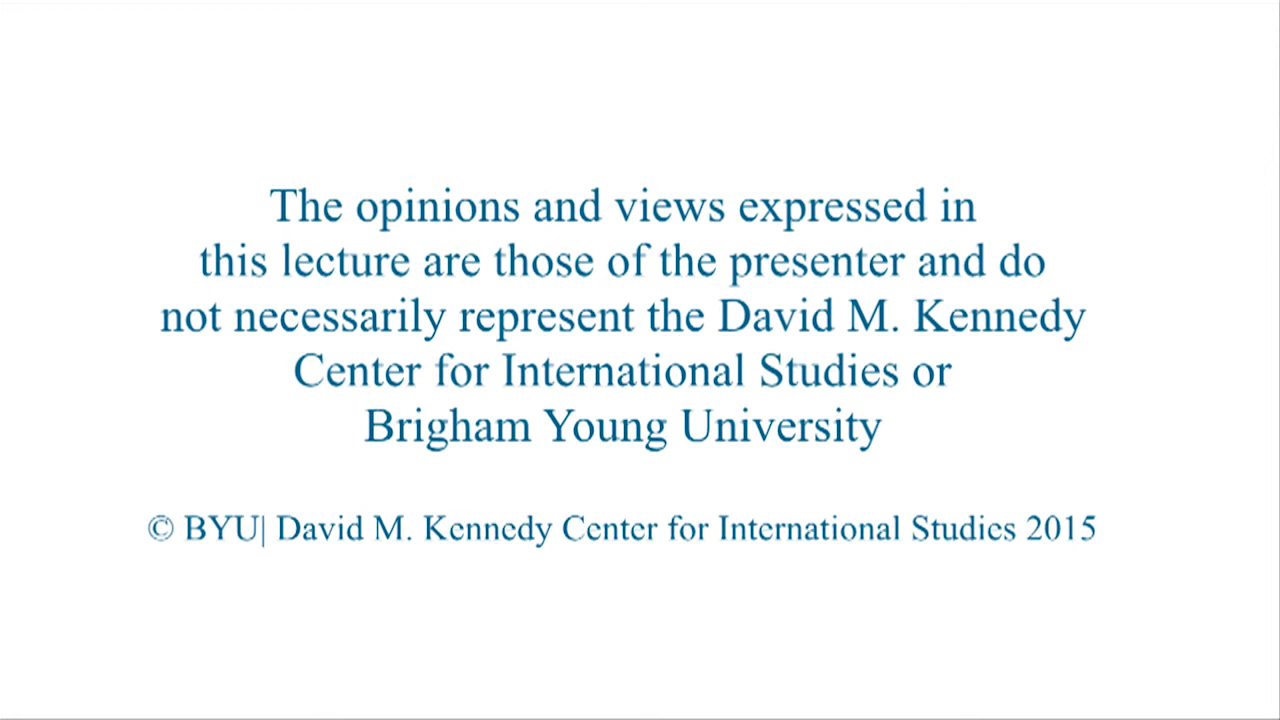 The opinions and views expressed in
this lecture are those of the presenter and do
not necessarily represent the David M. Kennedy
Center for International Studies or
Brigham Young University
© BYU| David M. Kennedy Center for International Studies 2015